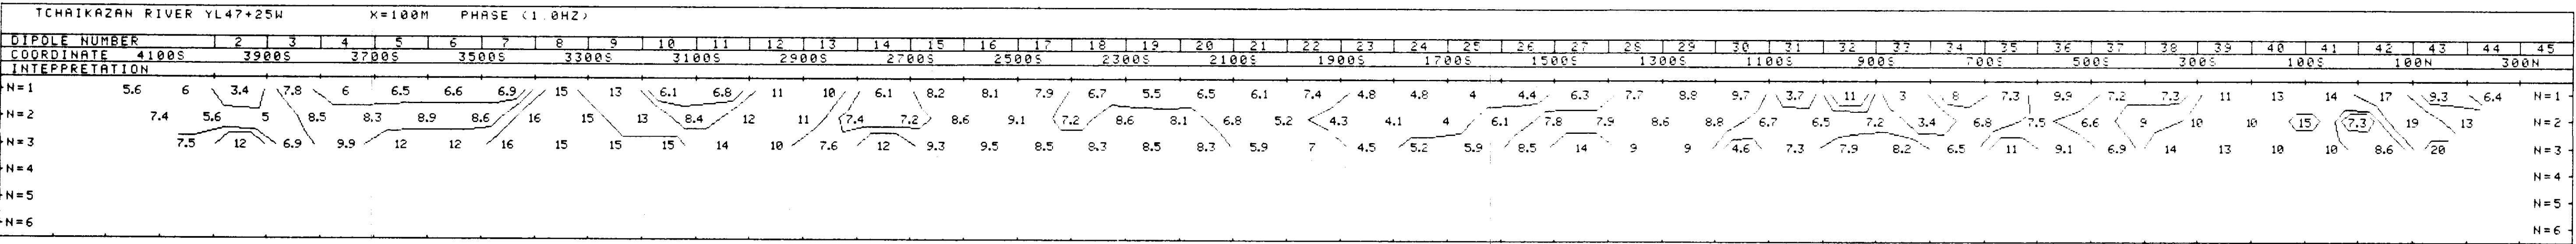 TCHAIKAZAN RIVER YL47+25W X=100M PHASE (1.0HZ)
DIPOLE NUMBER 2 3 4 5 6 7 8 9 10 11 12 13 14 15 16 17 18 19 20 21 22 23 24 25 26 27 28 29 30 31 32 33 34 35 36 37 38 39 40 41 42 43 44 45
COORDINATE 4100S 3900S 3700S 3500S 3300S 3100S 2900S 2700S 2500S 2300S 2100S 1900S 1700S 1500S 1300S 1100S 900S 700S 500S 300S 100S 100N 300N
INTEPPRETATION
N=1 5.6 6 3.4 7.8 6 6.5 6.6 6.9 15 13 6.1 6.8 11 10 6.1 8.2 8.1 7.9 6.7 5.5 6.5 6.1 7.4 4.8 4.8 4 4.4 6.3 7.7 8.8 9.7 3.7 11 3 8 7.3 9.9 7.2 7.3 11 13 14 17 9.3 6.4 N=1
N=2 7.4 5.6 5 8.5 8.3 8.9 8.6 16 15 13 8.4 12 11 7.4 7.2 8.6 9.1 7.2 8.6 8.1 6.8 5.2 4.3 4.1 4 6.1 7.8 7.9 8.6 8.8 6.7 6.5 7.2 3.4 6.8 7.5 6.6 9 10 10 15 7.3 19 13 N=2
N=3 7.5 12 6.9 9.9 12 12 16 15 15 15 14 10 7.6 12 9.3 9.5 8.5 8.3 8.5 8.3 5.9 7 4.5 5.2 5.9 8.5 14 9 9 4.6 7.3 7.9 8.2 6.5 11 9.1 6.9 14 13 10 10 8.6 20 N=3
N=4 N=4
N=5 N=5
N=6 N=6